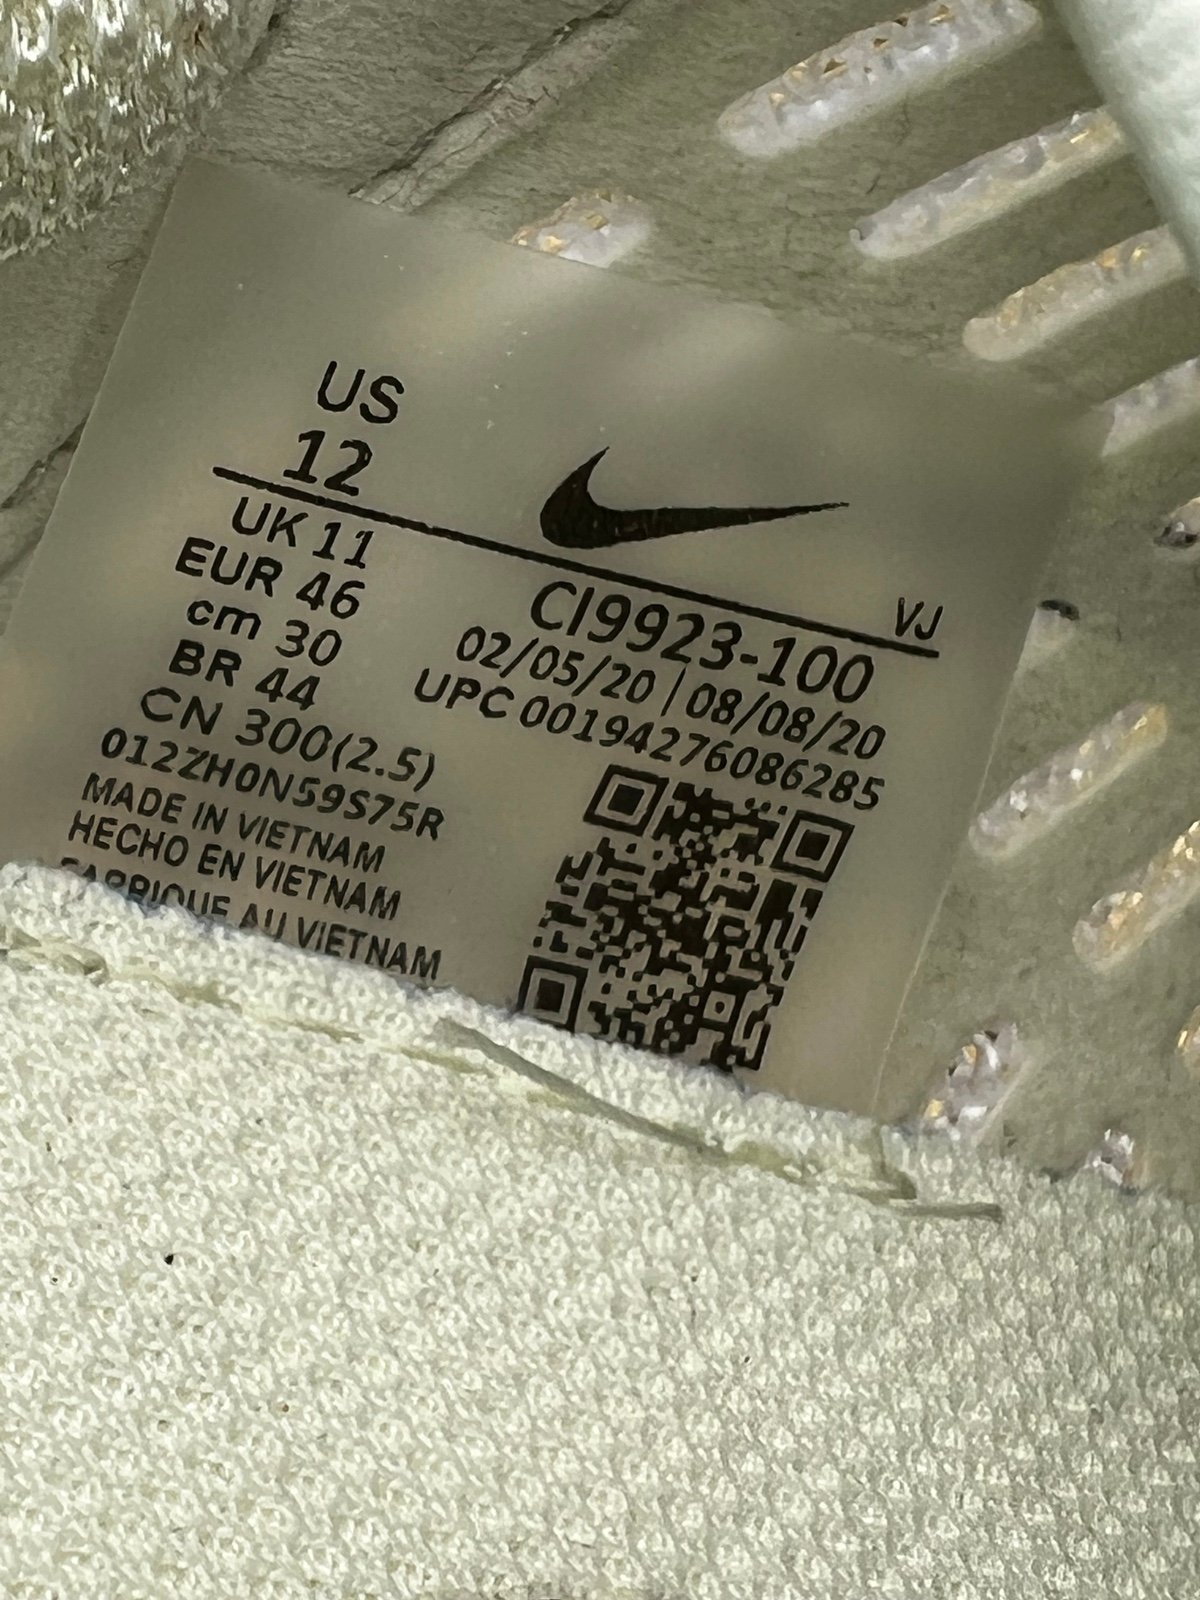 US
12
UK 11
EUR 46
cm 30
BR 44
CN 300(2.5)
012ZH0N59S75R
MADE IN VIETNAM
HECHO EN VIETNAM
FABRIQUE AU VIETNAM
VJ
CI9923-100
02/05/20 | 08/08/20
UPC 00194276086285